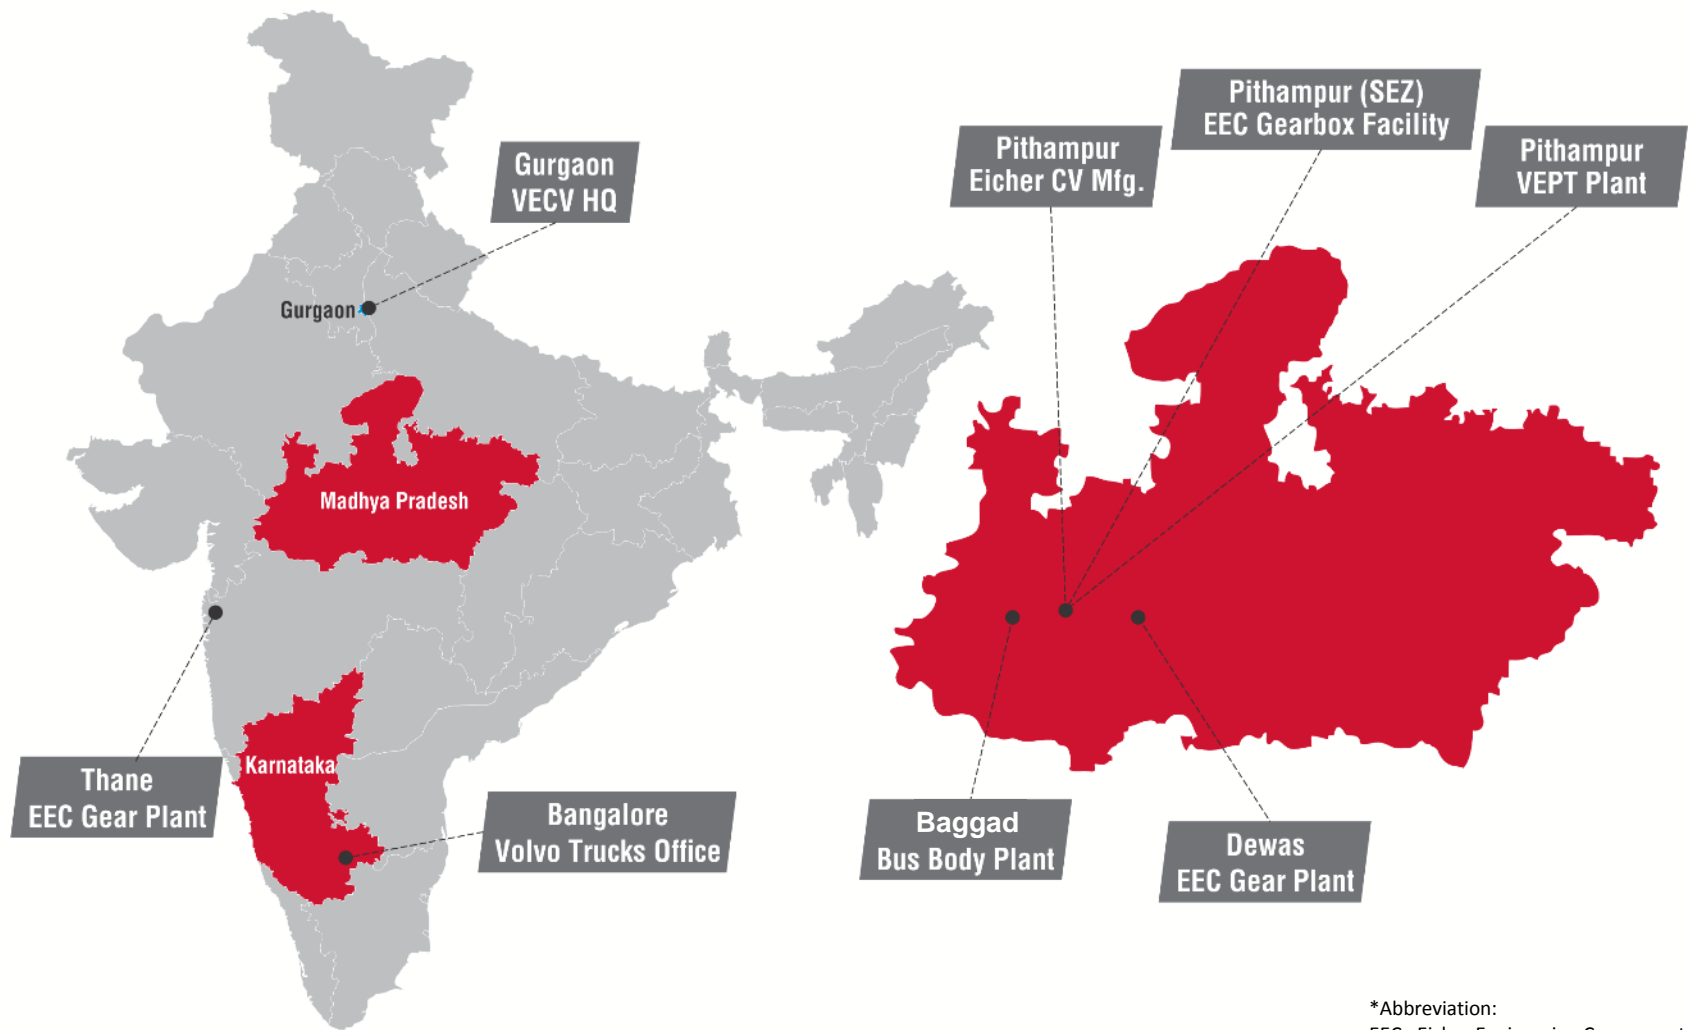 Gurgaon
VECV HQ
Gurgaon
Madhya Pradesh
Karnataka
Thane
EEC Gear Plant
Bangalore
Volvo Trucks Office
Pithampur
Eicher CV Mfg.
Pithampur (SEZ)
EEC Gearbox Facility
Pithampur
VEPT Plant
Baggad
Bus Body Plant
Dewas
EEC Gear Plant
*Abbreviation: